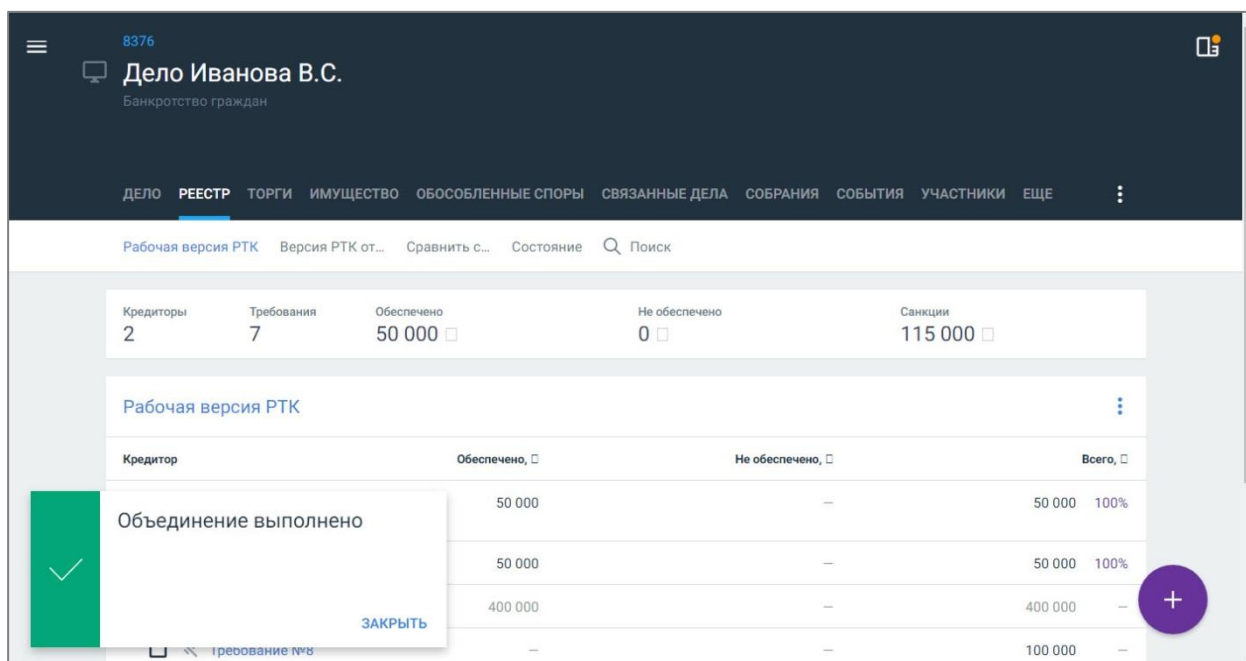 8376
Дело Иванова В.С.
Банкротство граждан
ДЕЛО РЕЕСТР ТОРГИ ИМУЩЕСТВО ОБОСОБЛЕННЫЕ СПОРЫ СВЯЗАННЫЕ ДЕЛА СОБРАНИЯ СОБЫТИЯ УЧАСТНИКИ ЕЩЕ
Рабочая версия РТК Версия РТК от... Сравнить с... Состояние Поиск
Кредиторы Требования Обеспечено Не обеспечено Санкции
2 7 50 000 0 115 000
Рабочая версия РТК
Кредитор Обеспечено, Не обеспечено, Всего,
50 000 — 50 000 100%
Объединение выполнено
50 000 — 50 000 100%
400 000 — 400 000 —
ЗАКРЫТЬ
Требование №8 — — 100 000 —